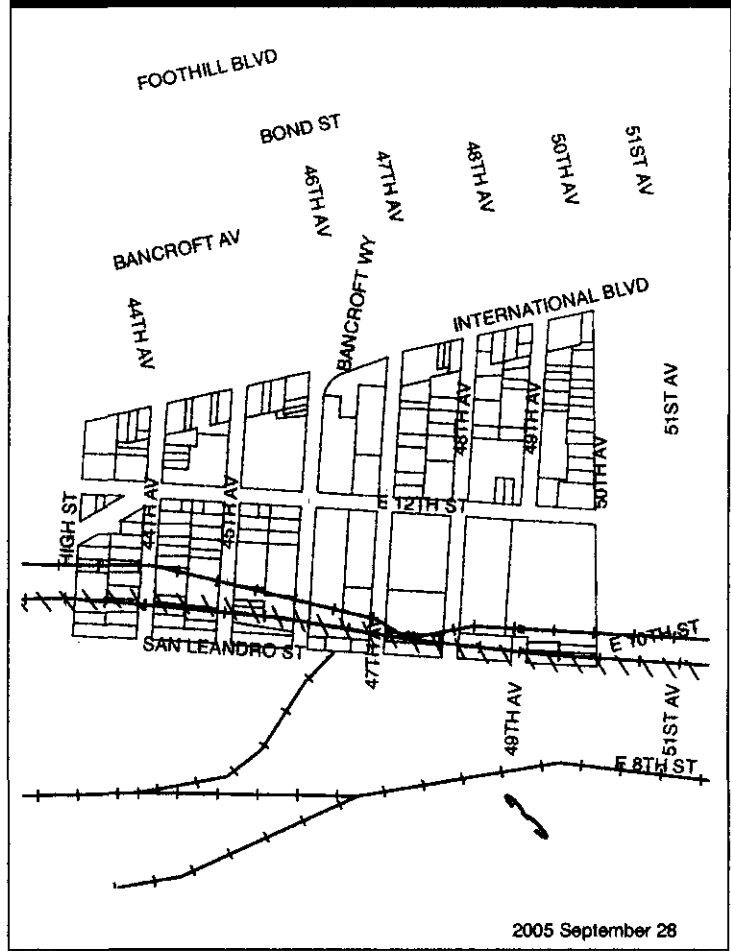 FOOTHILL BLVD
BOND ST
46TH AV
47TH AV
48TH AV
50TH AV
51ST AV
BANCROFT AV
BANCROFT WY
44TH AV
INTERNATIONAL BLVD
51ST AV
48TH AV
49TH AV
50TH AV
E 12TH ST
HIGH ST
44TH AV
45TH AV
E 10TH ST
SAN LEANDRO ST
47TH AV
49TH AV
51ST AV
E 8TH ST
2005 September 28